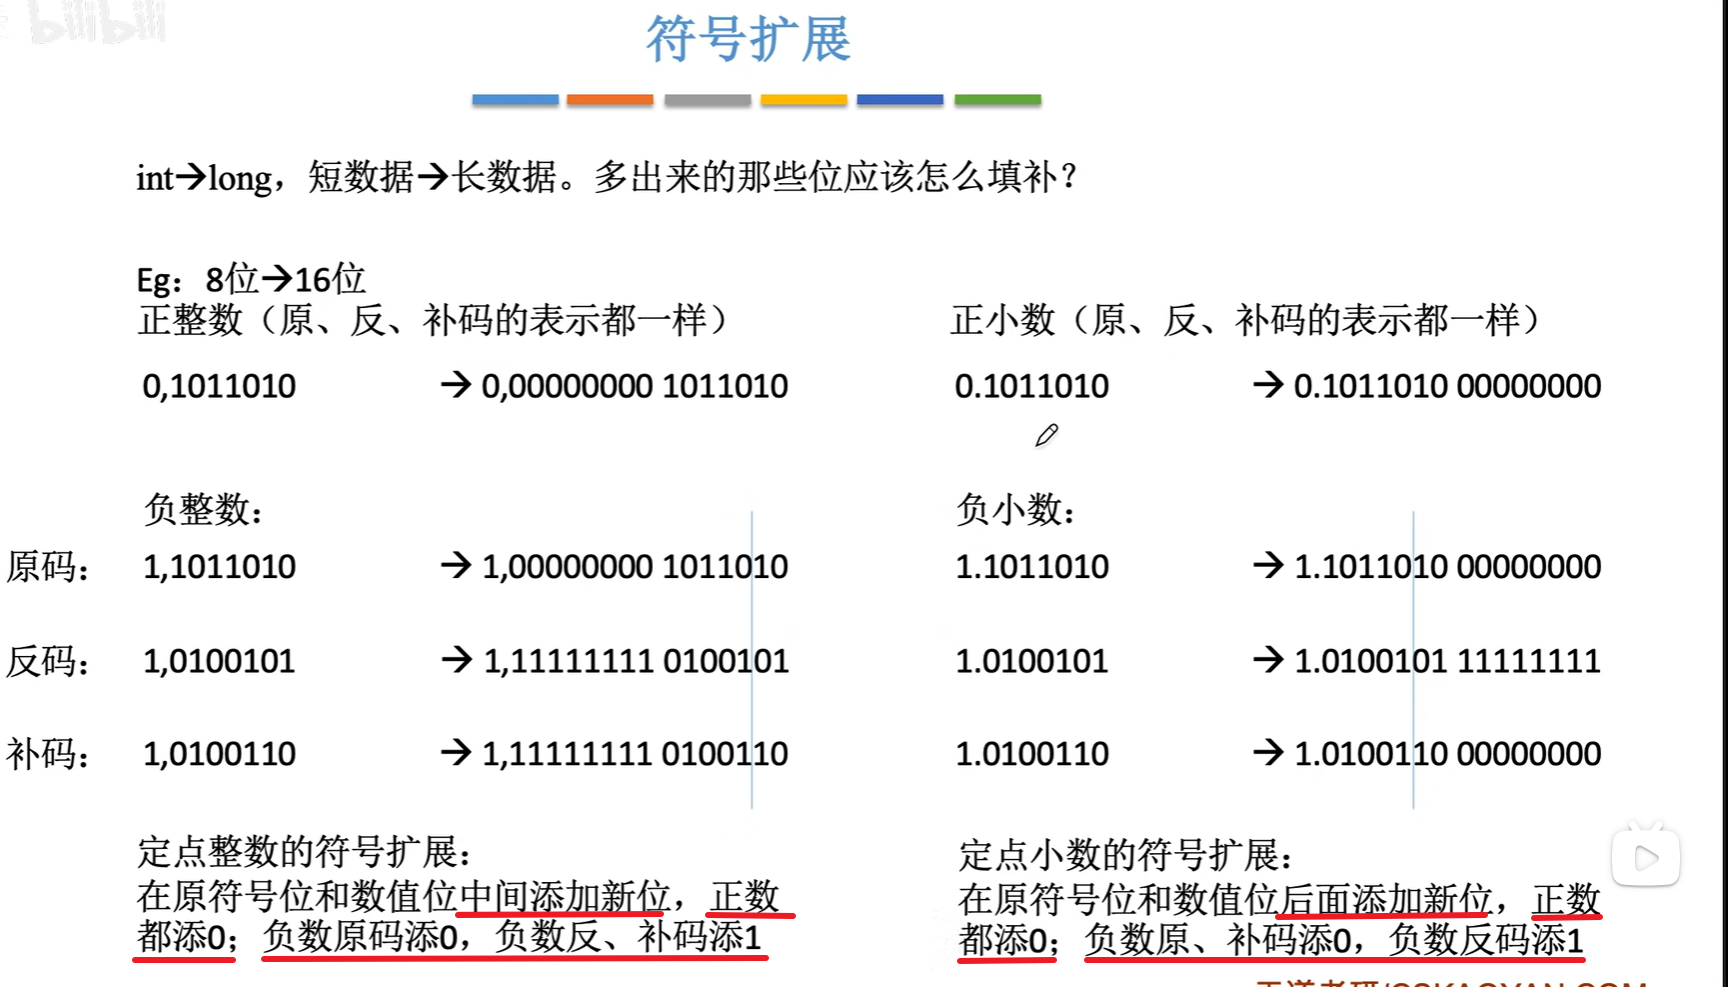 bilibili
符号扩展
int→long，短数据→长数据。多出来的那些位应该怎么填补？
Eg：8位→16位
正整数（原、反、补码的表示都一样）
0,1011010 → 0,00000000 1011010
正小数（原、反、补码的表示都一样）
0.1011010 → 0.1011010 00000000
负整数：
原码： 1,1011010 → 1,00000000 1011010
反码： 1,0100101 → 1,11111111 0100101
补码： 1,0100110 → 1,11111111 0100110
负小数：
1.1011010 → 1.1011010 00000000
1.0100101 → 1.0100101 11111111
1.0100110 → 1.0100110 00000000
定点整数的符号扩展：
在原符号位和数值位中间添加新位，正数
都添0；负数原码添0，负数反、补码添1
定点小数的符号扩展：
在原符号位和数值位后面添加新位，正数
都添0；负数原、补码添0，负数反码添1